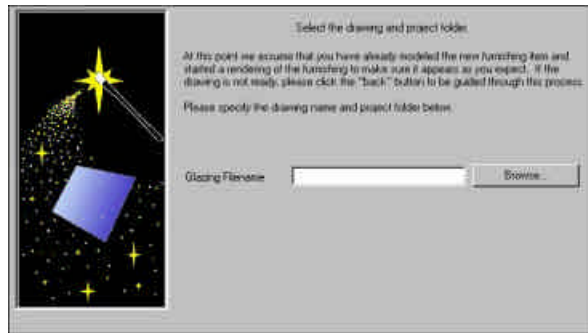 Select the drawing and project folder.
At this point we assume that you have already modeled the new furnishing item and
started a rendering of the furnishing to make sure it appears as you expect. If the
drawing is not ready, please click the "back" button to be guided through this process.
Please specify the drawing name and project folder below.
Glazing Filename
Browse...